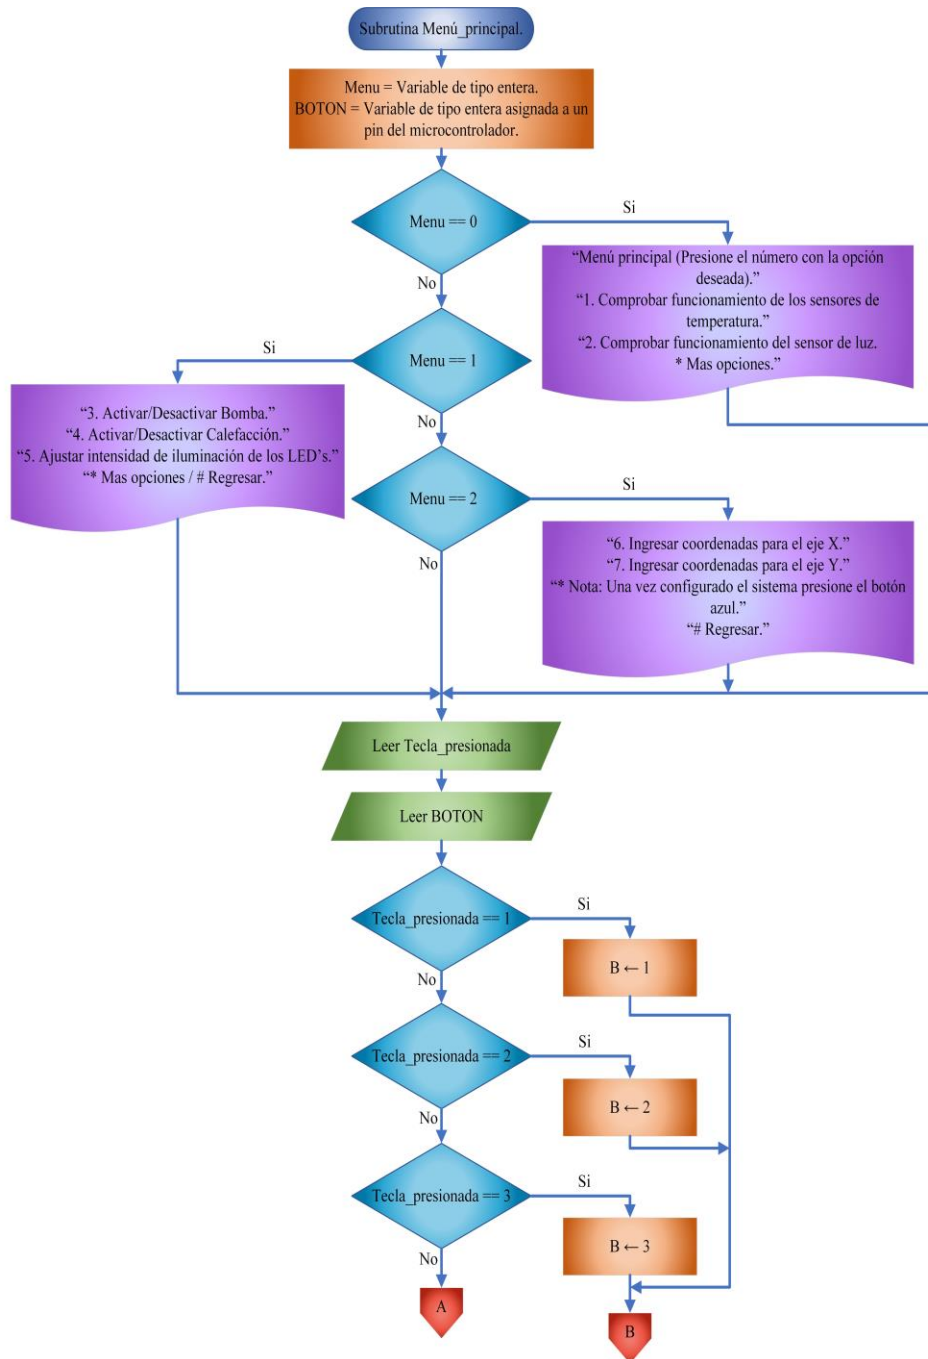 Subrutina Menú_principal.
Menu = Variable de tipo entera.
BOTON = Variable de tipo entera asignada a un
pin del microcontrolador.
Menu == 0
Si
No
“Menú principal (Presione el número con la opción
deseada).”
“1. Comprobar funcionamiento de los sensores de
temperatura.”
“2. Comprobar funcionamiento del sensor de luz.
* Mas opciones.”
Menu == 1
Si
No
“3. Activar/Desactivar Bomba.”
“4. Activar/Desactivar Calefacción.”
“5. Ajustar intensidad de iluminación de los LED’s.”
“* Mas opciones / # Regresar.”
Menu == 2
Si
No
“6. Ingresar coordenadas para el eje X.”
“7. Ingresar coordenadas para el eje Y.”
“* Nota: Una vez configurado el sistema presione el botón
azul.”
“# Regresar.”
Leer Tecla_presionada
Leer BOTON
Tecla_presionada == 1
Si
No
B ← 1
Tecla_presionada == 2
Si
No
B ← 2
Tecla_presionada == 3
Si
No
B ← 3
A
B